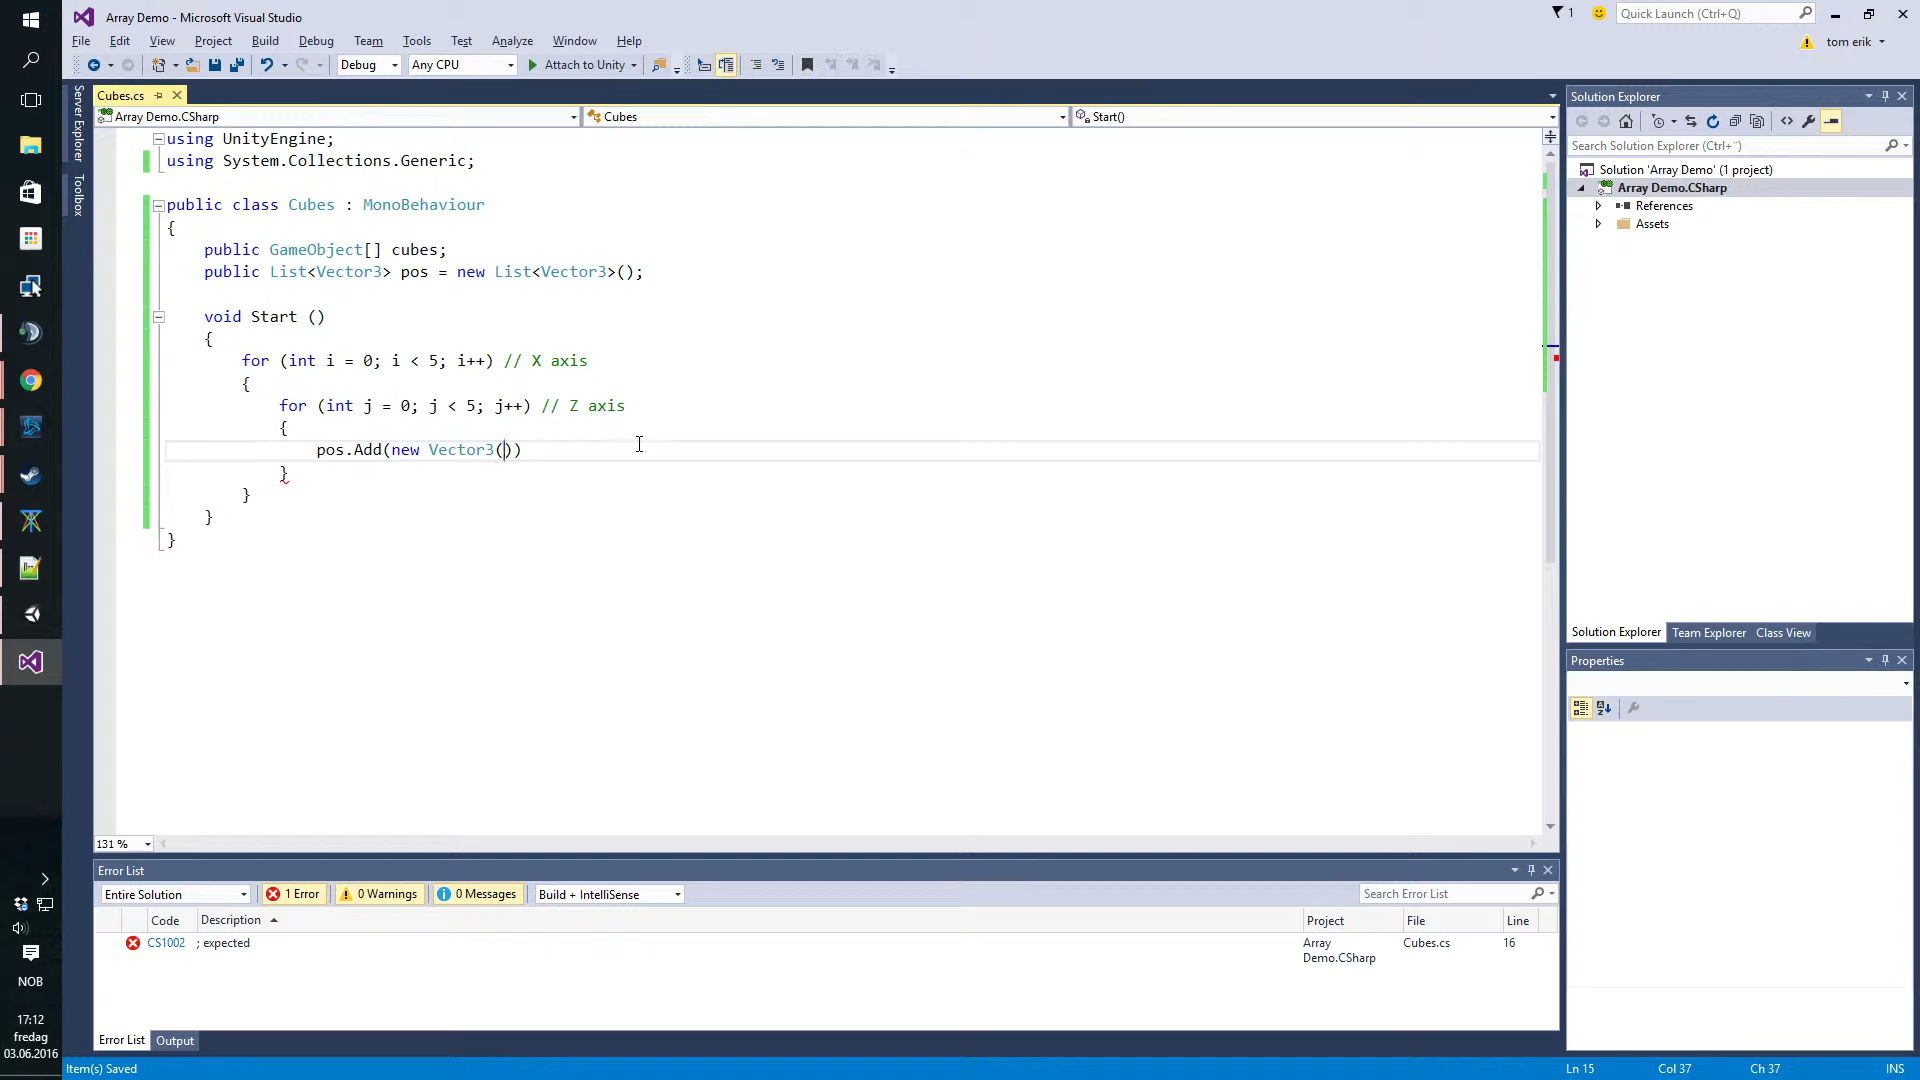 Array Demo - Microsoft Visual Studio
1
Quick Launch (Ctrl+Q)
File Edit View Project Build Debug Team Tools Test Analyze Window Help
tom erik
Debug Any CPU Attach to Unity
Server Explorer
Toolbox
Cubes.cs
Array Demo.CSharp Cubes Start()
using UnityEngine;
using System.Collections.Generic;
public class Cubes : MonoBehaviour
{
public GameObject[] cubes;
public List<Vector3> pos = new List<Vector3>();
void Start ()
{
for (int i = 0; i < 5; i++) // X axis
{
for (int j = 0; j < 5; j++) // Z axis
{
pos.Add(new Vector3())
}
}
}
}
131 %
Solution Explorer
Search Solution Explorer (Ctrl+¨)
Solution 'Array Demo' (1 project)
Array Demo.CSharp
References
Assets
Solution Explorer Team Explorer Class View
Properties
Error List
Entire Solution 1 Error 0 Warnings 0 Messages Build + IntelliSense Search Error List
Code Description Project File Line
CS1002 ; expected Array Demo.CSharp Cubes.cs 16
Error List Output
Item(s) Saved Ln 15 Col 37 Ch 37 INS
NOB
17:12
fredag
03.06.2016